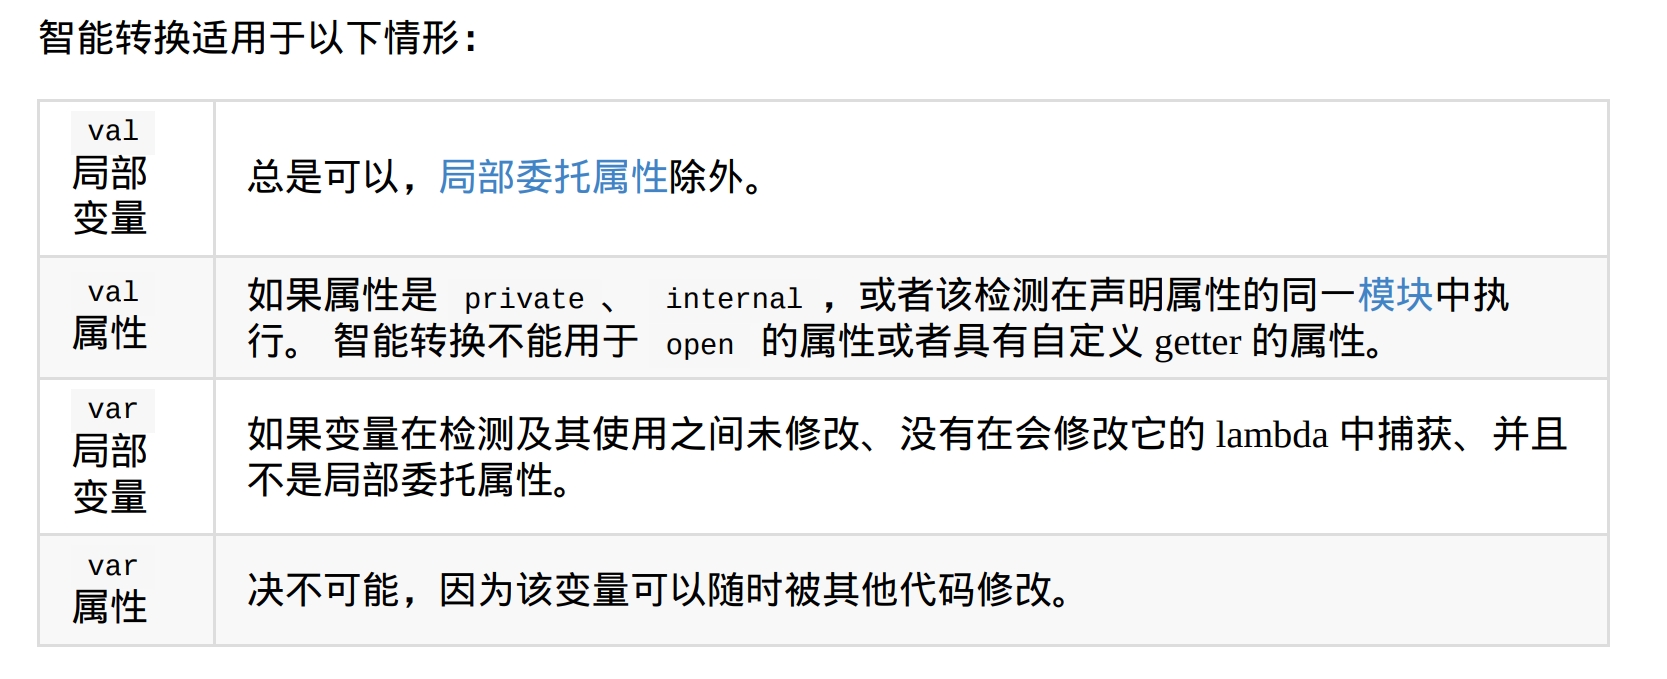 智能转换适用于以下情形：
val
局部
变量
总是可以，局部委托属性除外。
val
属性
如果属性是 private 、 internal ，或者该检测在声明属性的同一模块中执
行。 智能转换不能用于 open 的属性或者具有自定义 getter 的属性。
var
局部
变量
如果变量在检测及其使用之间未修改、没有在会修改它的 lambda 中捕获、并且
不是局部委托属性。
var
属性
决不可能，因为该变量可以随时被其他代码修改。